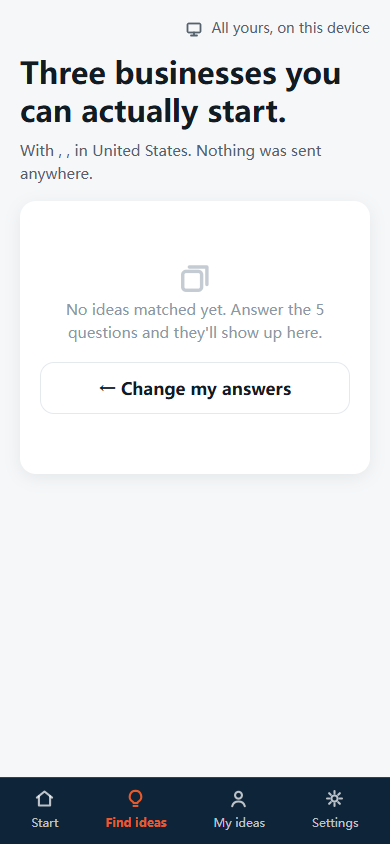 All yours, on this device
Three businesses you
can actually start.
With , , in United States. Nothing was sent
anywhere.
No ideas matched yet. Answer the 5
questions and they'll show up here.
← Change my answers
Start
Find ideas
My ideas
Settings